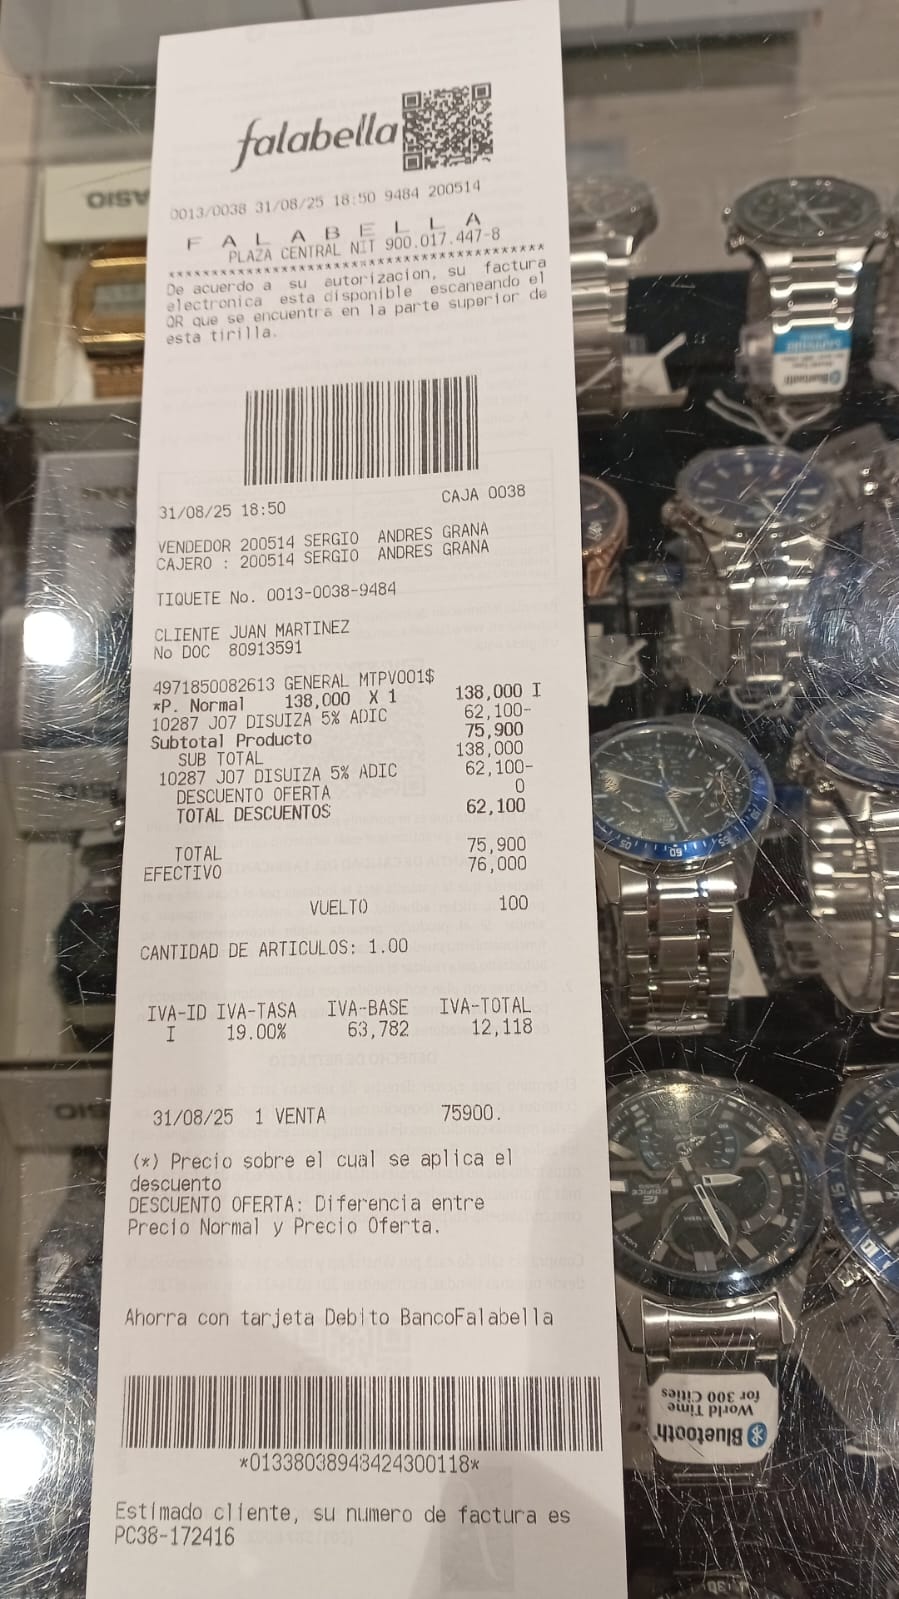 falabella
0013/0038 31/08/25 18:50 9484 200514
F A L A B E L L A
PLAZA CENTRAL NIT 900.017.447-8
****************************************
De acuerdo a su autorizacion, su factura
electronica esta disponible escaneando el
QR que se encuentra en la parte superior de
esta tirilla.
31/08/25 18:50 CAJA 0038
VENDEDOR 200514 SERGIO ANDRES GRANA
CAJERO : 200514 SERGIO ANDRES GRANA
TIQUETE No. 0013-0038-9484
CLIENTE JUAN MARTINEZ
No DOC 80913591
4971850082613 GENERAL MTPV001$
*P. Normal 138,000 X 1 138,000 I
10287 J07 DISUIZA 5% ADIC 62,100-
Subtotal Producto 75,900
SUB TOTAL 138,000
10287 J07 DISUIZA 5% ADIC 62,100-
DESCUENTO OFERTA 0
TOTAL DESCUENTOS 62,100
TOTAL 75,900
EFECTIVO 76,000
VUELTO 100
CANTIDAD DE ARTICULOS: 1.00
IVA-ID IVA-TASA IVA-BASE IVA-TOTAL
I 19.00% 63,782 12,118
31/08/25 1 VENTA 75900.
(*) Precio sobre el cual se aplica el
descuento
DESCUENTO OFERTA: Diferencia entre
Precio Normal y Precio Oferta.
Ahorra con tarjeta Debito BancoFalabella
*01338038948424300118*
Estimado cliente, su numero de factura es
PC38-172416
CASIO
EDIFICE
Bluetooth
Bluetooth
World Time
for 300 Cities